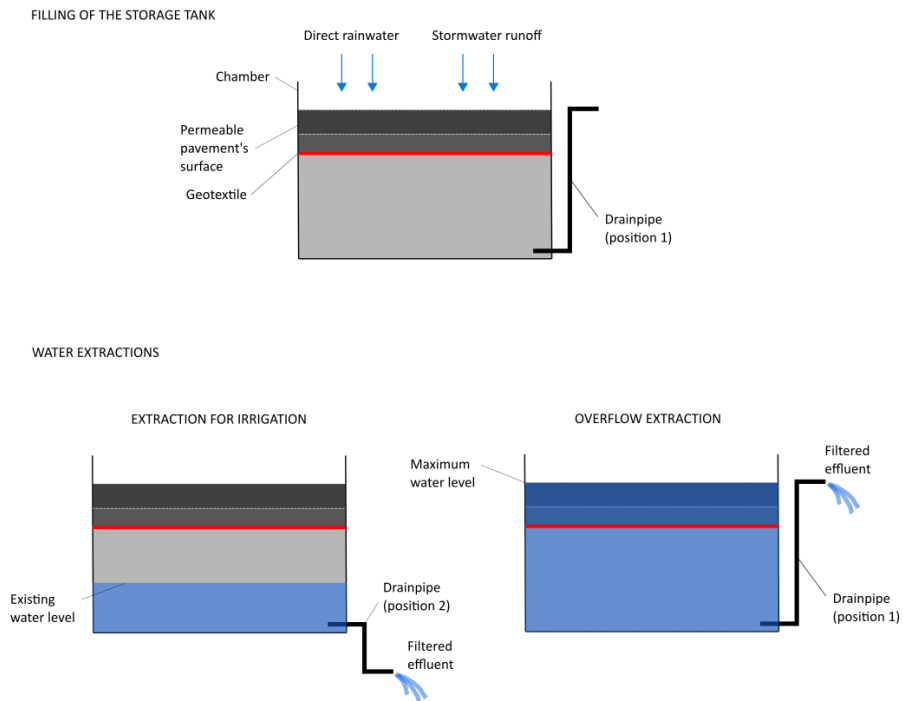 FILLING OF THE STORAGE TANK
Direct rainwater
Stormwater runoff
Chamber
Permeable
pavement's
surface
Geotextile
Drainpipe
(position 1)
WATER EXTRACTIONS
EXTRACTION FOR IRRIGATION
Existing
water level
Drainpipe
(position 2)
Filtered
effluent
OVERFLOW EXTRACTION
Maximum
water level
Filtered
effluent
Drainpipe
(position 1)